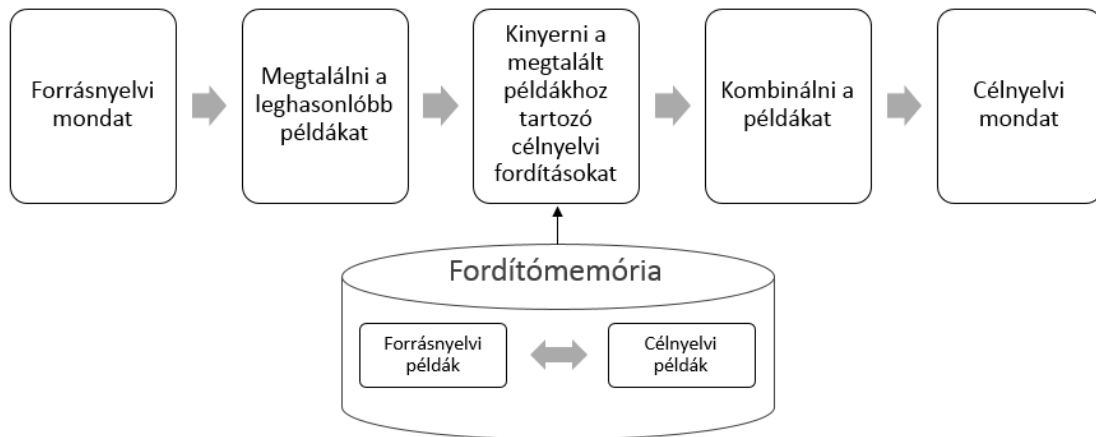 Forrásnyelvi
mondat
Megtalálni a
leghasonlóbb
példákat
Kinyerni a
megtalált
példákhoz
tartozó
célnyelvi
fordításokat
Kombinálni a
példákat
Célnyelvi
mondat
Fordítómemória
Forrásnyelvi
példák
Célnyelvi
példák